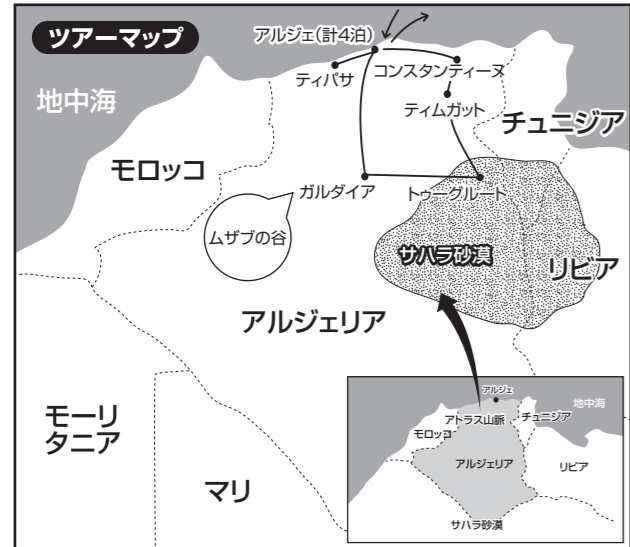 ツアーマップ
アルジェ(計4泊)
ティパサ
コンスタンティーヌ
地中海
ティムガット
チュニジア
モロッコ
ガルダイア
トゥーグルート
ムザブの谷
サハラ砂漠
リビア
アルジェリア
モーリ
タニア
マリ
アルジェ
地中海
アトラス山脈
チュニジア
モロッコ
アルジェリア
リビア
サハラ砂漠